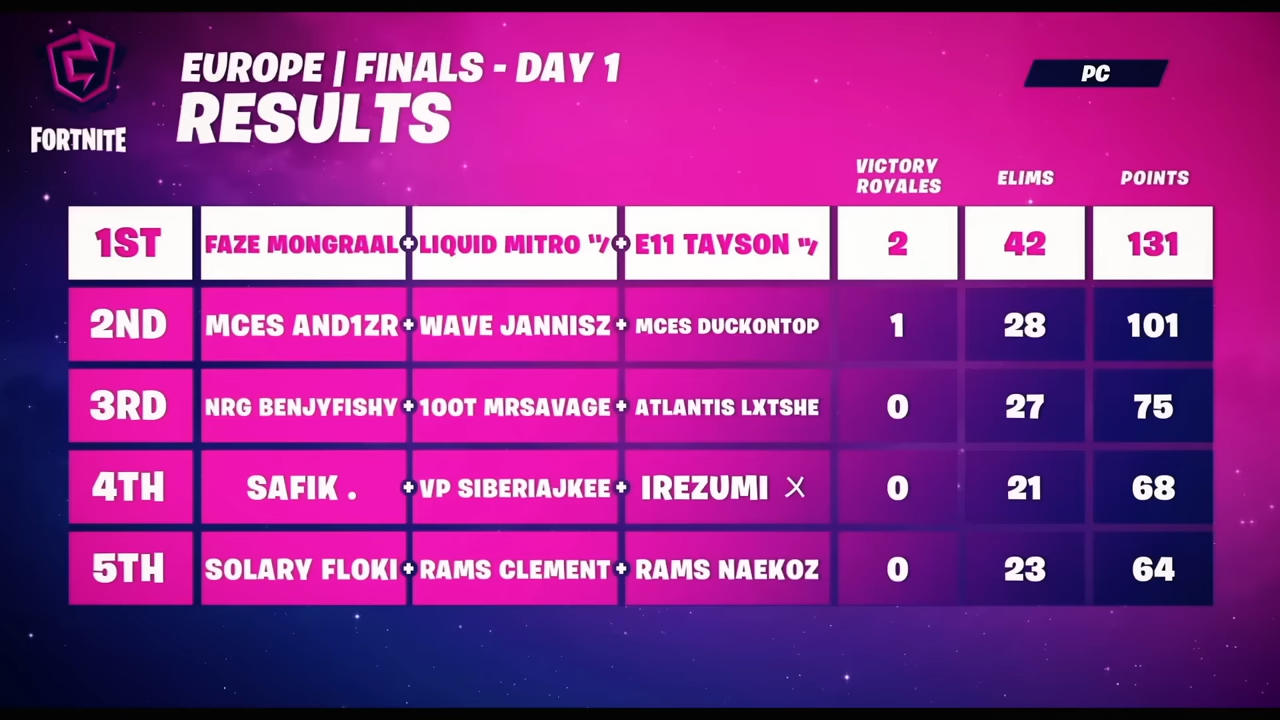 EUROPE | FINALS - DAY 1
RESULTS
FORTNITE
PC
VICTORY ROYALES ELIMS POINTS
1ST FAZE MONGRAAL + LIQUID MITRO "/ + E11 TAYSON "/ 2 42 131
2ND MCES AND1ZR + WAVE JANNISZ + MCES DUCKONTOP 1 28 101
3RD NRG BENJYFISHY + 100T MRSAVAGE + ATLANTIS LXTSHE 0 27 75
4TH SAFIK . + VP SIBERIAJKEE + IREZUMI X 0 21 68
5TH SOLARY FLOKI + RAMS CLEMENT + RAMS NAEKOZ 0 23 64